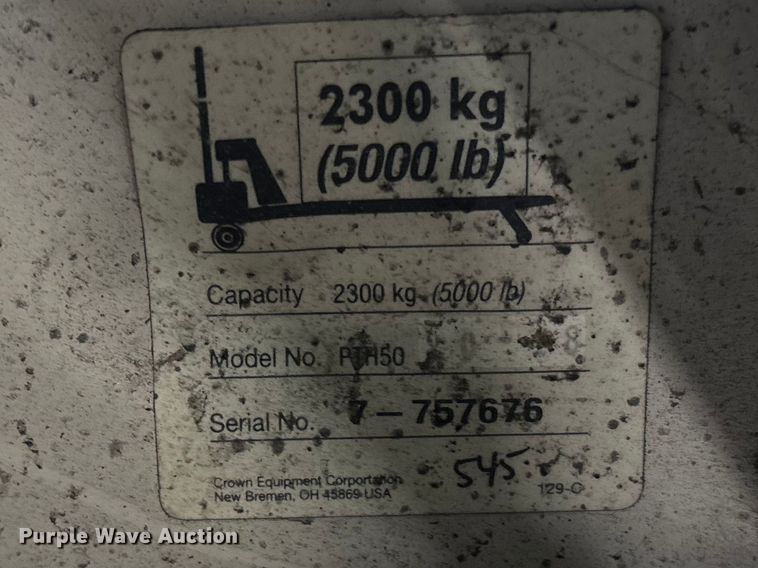 2300 kg
(5000 lb)
Capacity 2300 kg (5000 lb)
Model No. PTH50
Serial No. 7-757676
Crown Equipment Corporation
New Bremen, OH 45869 USA
545
129-C
Purple Wave Auction